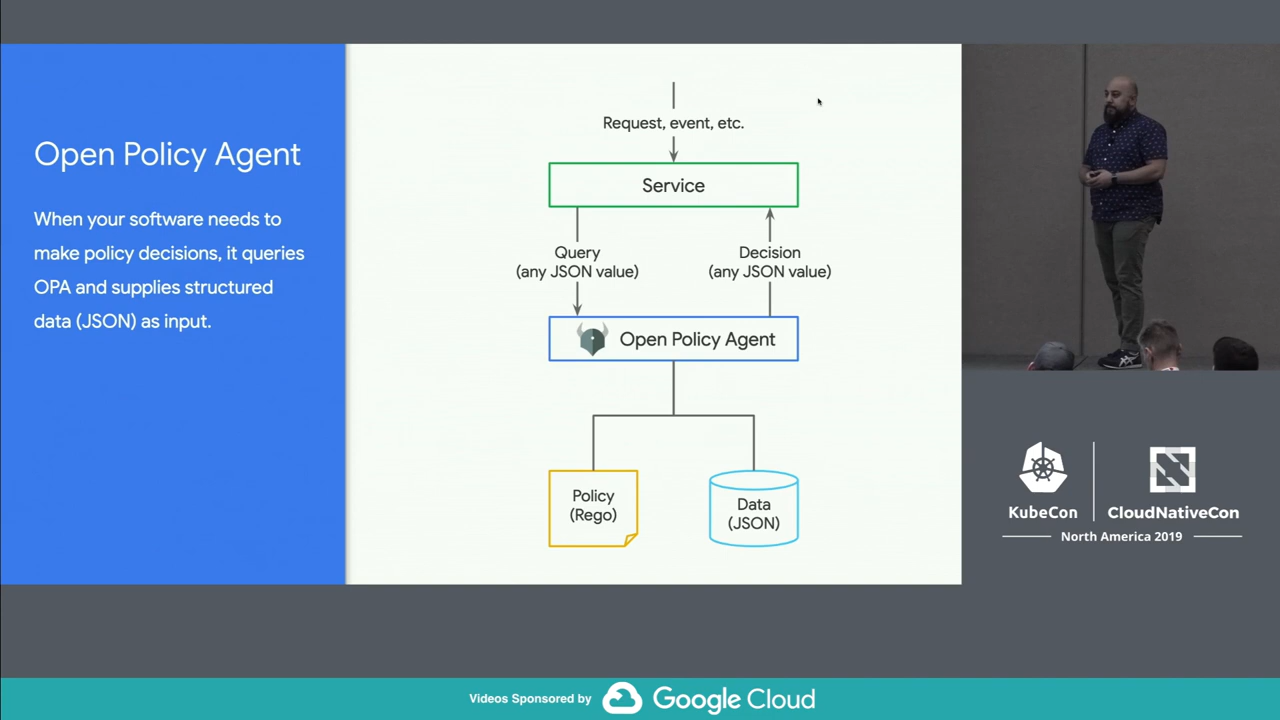 Open Policy Agent
When your software needs to
make policy decisions, it queries
OPA and supplies structured
data (JSON) as input.
Request, event, etc.
Service
Query
(any JSON value)
Decision
(any JSON value)
Open Policy Agent
Policy
(Rego)
Data
(JSON)
KubeCon
CloudNativeCon
North America 2019
Videos Sponsored by
Google Cloud